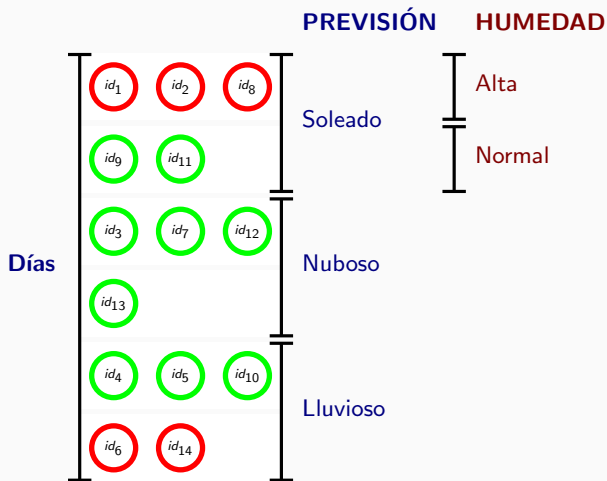 PREVISIÓN HUMEDAD
id1 id2 id8
Alta
Soleado
id9 id11
Normal
id3 id7 id12
Días
Nuboso
id13
id4 id5 id10
Lluvioso
id6 id14